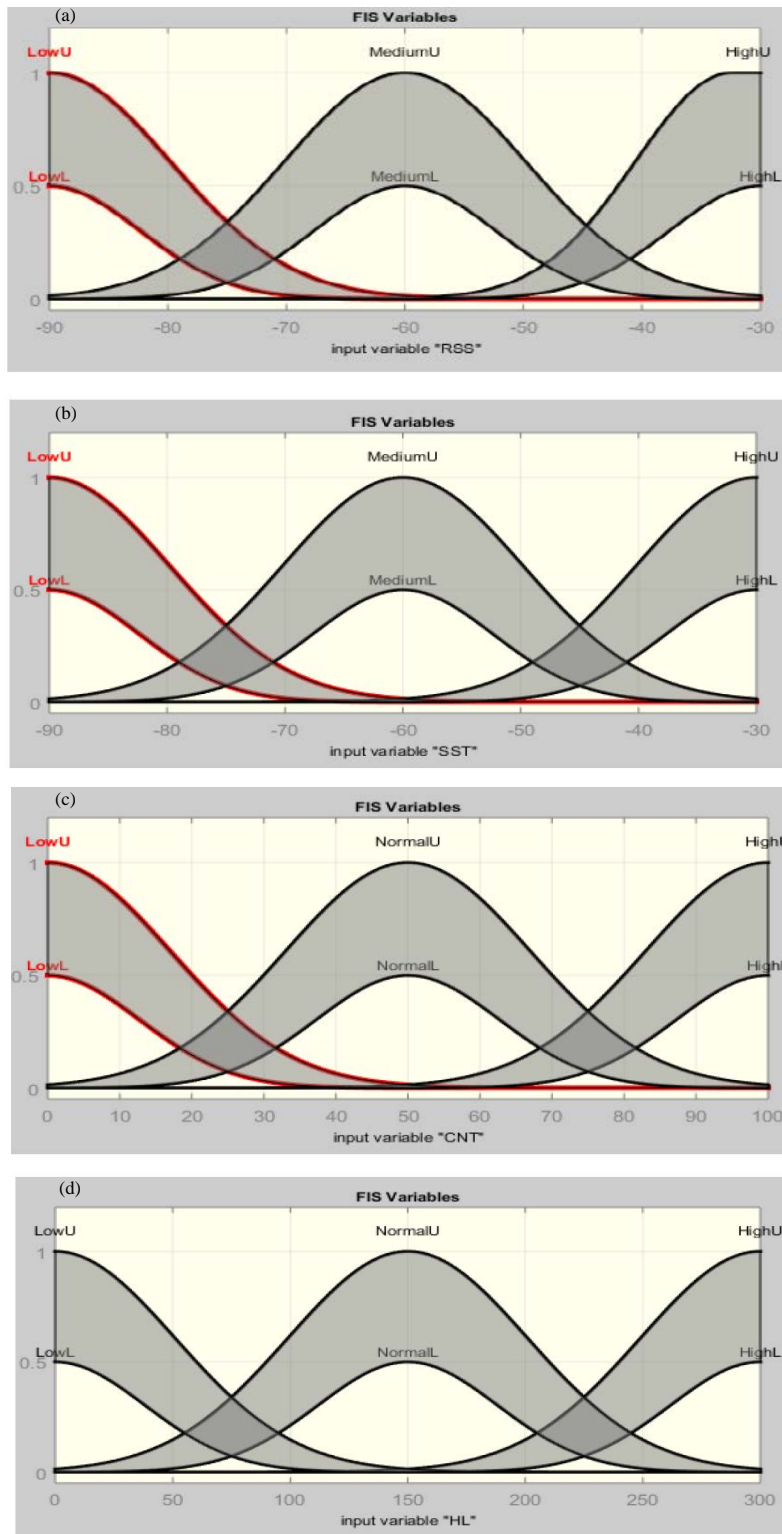 (a)
FIS Variables
LowU MediumU HighU
1
LowL MediumL HighL
0.5
0
-90 -80 -70 -60 -50 -40 -30
input variable "RSS"
(b)
FIS Variables
LowU MediumU HighU
1
LowL MediumL HighL
0.5
0
-90 -80 -70 -60 -50 -40 -30
input variable "SST"
(c)
FIS Variables
LowU NormalU HighU
1
LowL NormalL HighL
0.5
0
0 10 20 30 40 50 60 70 80 90 100
input variable "CNT"
(d)
FIS Variables
LowU NormalU HighU
1
LowL NormalL HighL
0.5
0
0 50 100 150 200 250 300
input variable "HL"